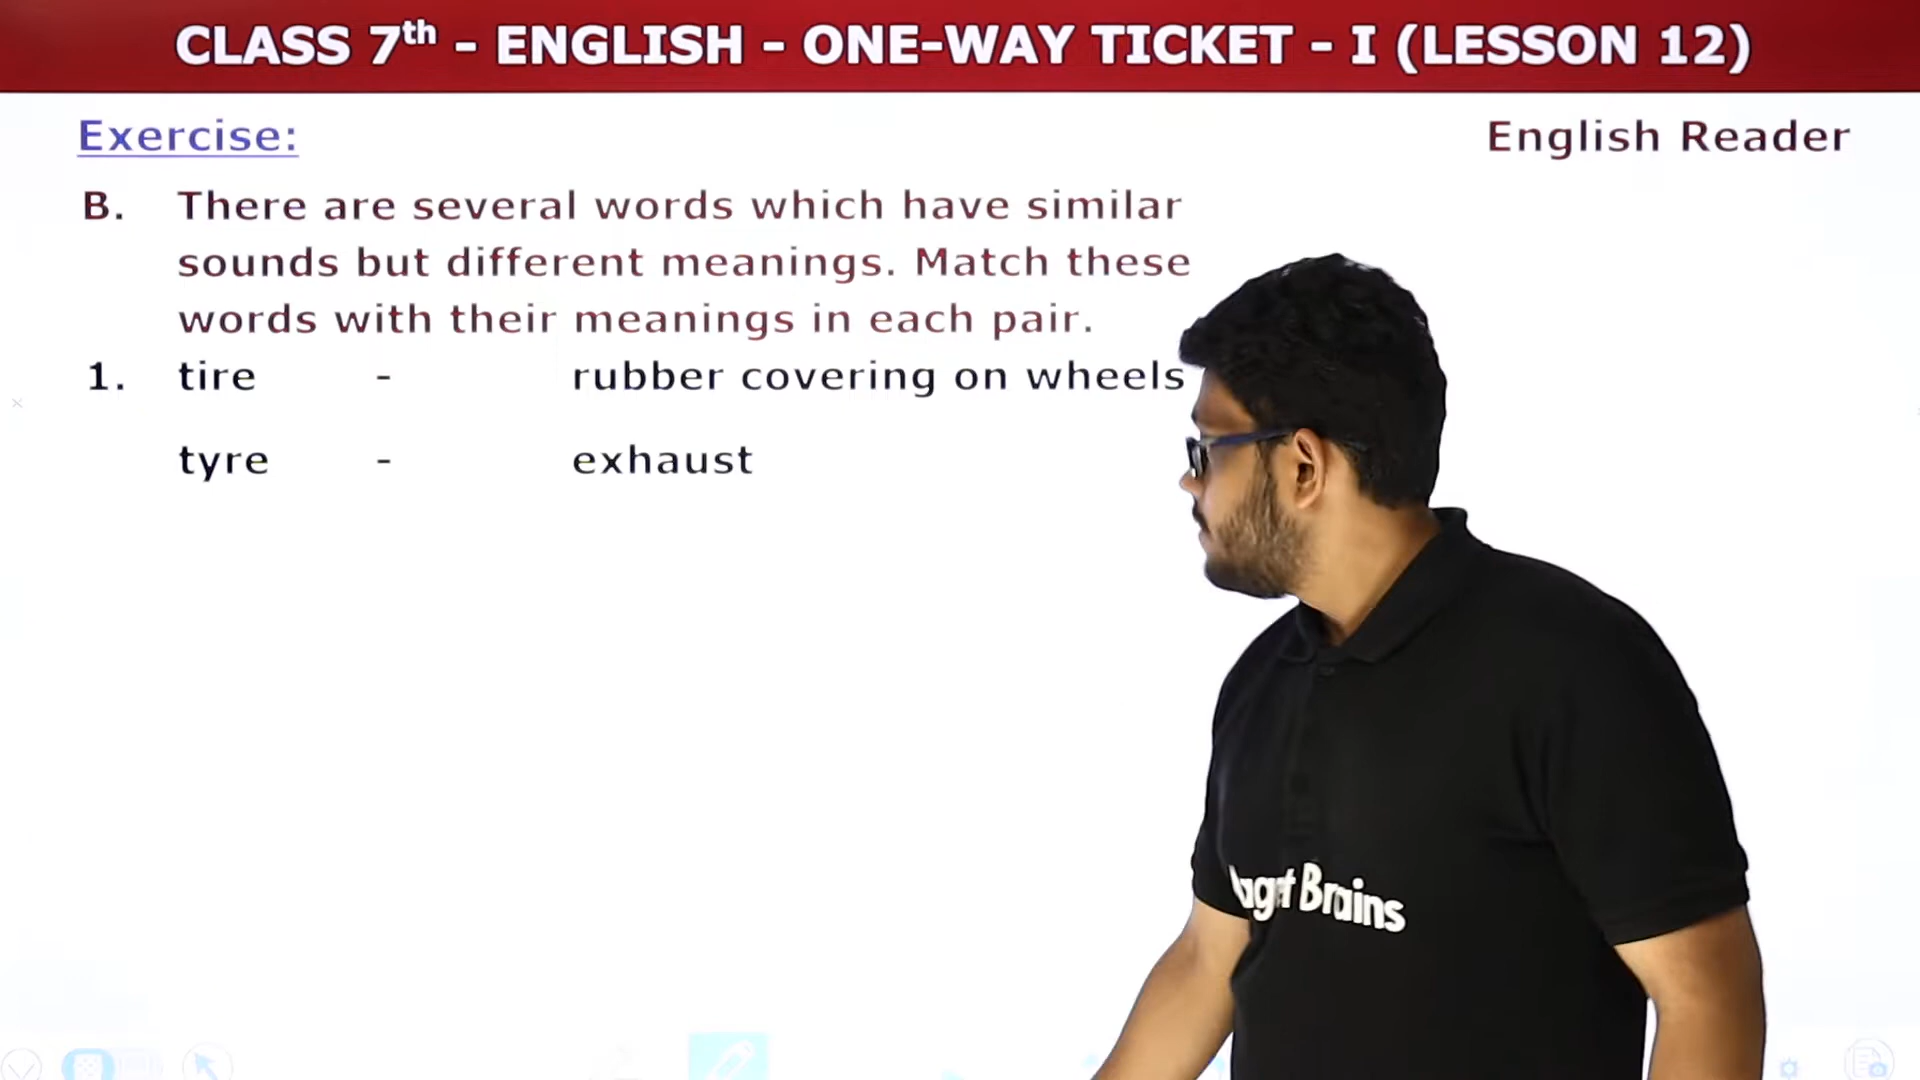 CLASS 7th - ENGLISH - ONE-WAY TICKET - I (LESSON 12)
Exercise:
English Reader
B. There are several words which have similar
sounds but different meanings. Match these
words with their meanings in each pair.
1. tire - rubber covering on wheels
tyre - exhaust
Brains